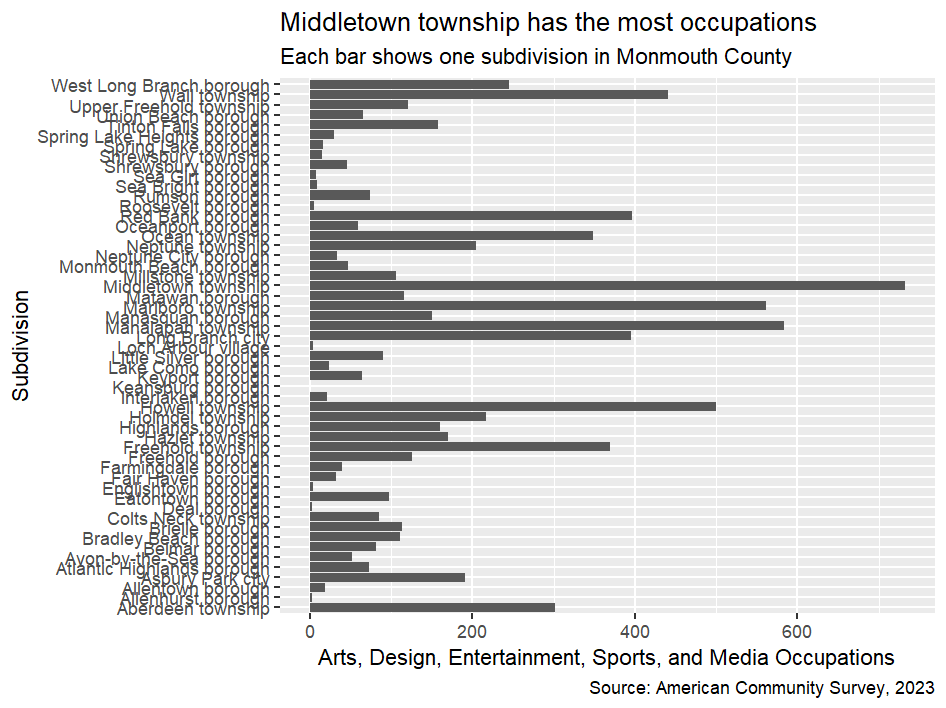 Middletown township has the most occupations
Each bar shows one subdivision in Monmouth County
West Long Branch borough
Wall township
Upper Freehold township
Union Beach borough
Tinton Falls borough
Spring Lake Heights borough
Spring Lake borough
Shrewsbury township
Shrewsbury borough
Sea Girt borough
Sea Bright borough
Rumson borough
Roosevelt borough
Red Bank borough
Oceanport borough
Ocean township
Neptune township
Neptune City borough
Monmouth Beach borough
Millstone township
Middletown township
Matawan borough
Marlboro township
Manasquan borough
Manalapan township
Long Branch city
Loch Arbour village
Little Silver borough
Lake Como borough
Keyport borough
Keansburg borough
Interlaken borough
Howell township
Holmdel township
Highlands borough
Hazlet township
Freehold township
Freehold borough
Farmingdale borough
Fair Haven borough
Englishtown borough
Eatontown borough
Deal borough
Colts Neck township
Brielle borough
Bradley Beach borough
Belmar borough
Avon-by-the-Sea borough
Atlantic Highlands borough
Asbury Park city
Allentown borough
Allenhurst borough
Aberdeen township
Subdivision
0 200 400 600
Arts, Design, Entertainment, Sports, and Media Occupations
Source: American Community Survey, 2023